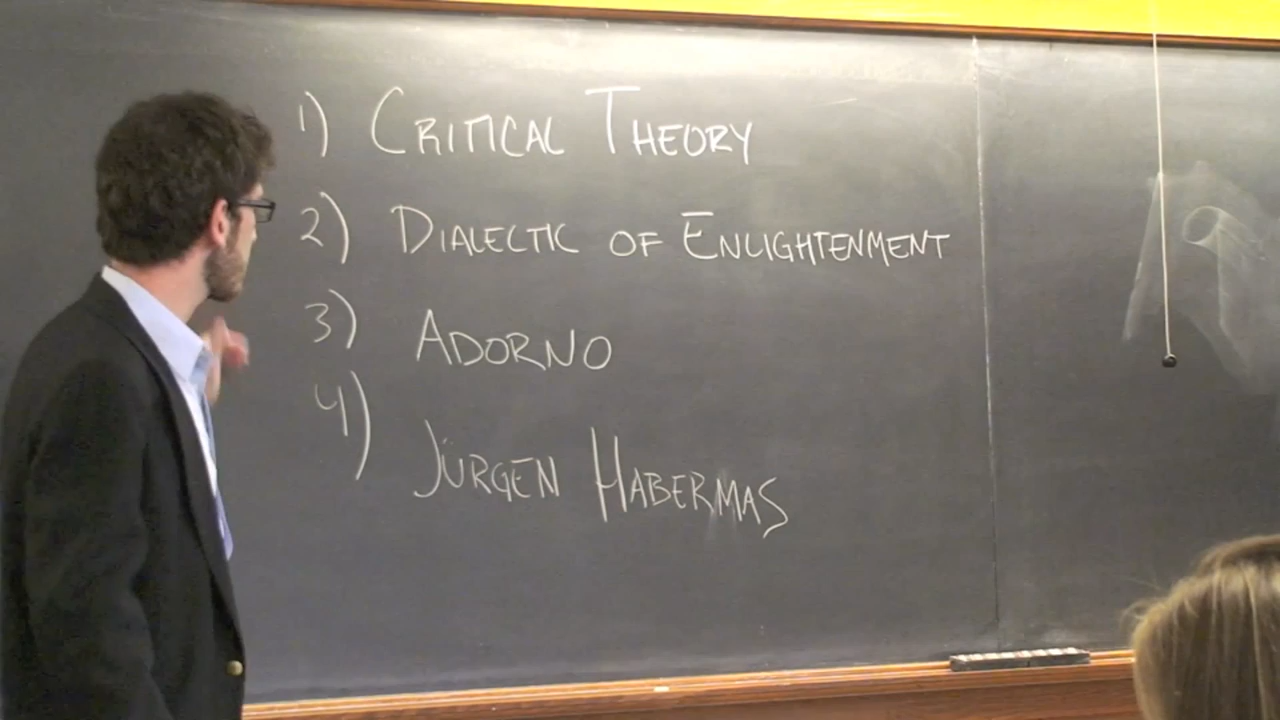 1) CRITICAL THEORY
2) DIALECTIC OF ENLIGHTENMENT
3) ADORNO
4) JÜRGEN HABERMAS